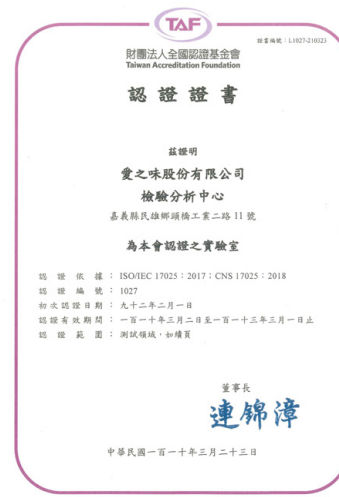 TAF
證書編號：L1027-210323
財團法人全國認證基金會
Taiwan Accreditation Foundation
認證證書
茲證明
愛之味股份有限公司
檢驗分析中心
嘉義縣民雄鄉頭橋工業二路 11 號
為本會認證之實驗室
認證依據：ISO/IEC 17025：2017；CNS 17025：2018
認證編號：1027
初次認證日期：九十二年二月一日
認證有效期間：一百一十年三月二日至一百一十三年三月一日止
認證範圍：測試領域，如續頁
董事長
連錦漳
中華民國一百一十年三月二十三日